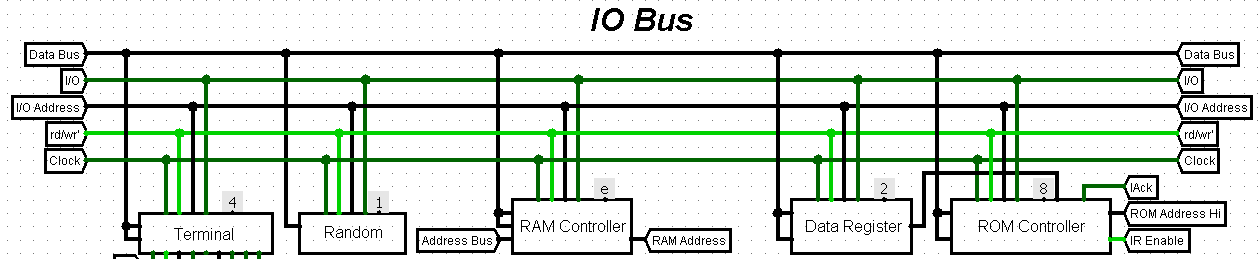 IO Bus
Data Bus
Data Bus
I/O
I/O
I/O Address
I/O Address
rd/wr'
rd/wr'
Clock
Clock
4
1
e
2
8
IAck
Terminal
Random
RAM Controller
Data Register
ROM Controller
ROM Address Hi
Address Bus
RAM Address
IR Enable